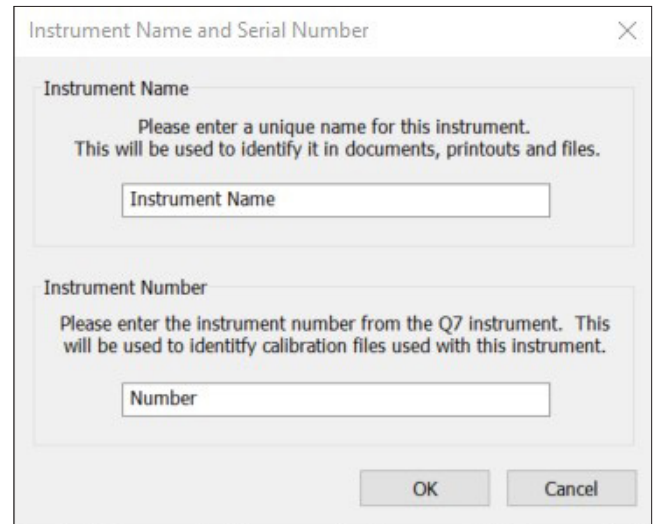 Instrument Name and Serial Number
Instrument Name
Please enter a unique name for this instrument.
This will be used to identify it in documents, printouts and files.
Instrument Name
Instrument Number
Please enter the instrument number from the Q7 instrument. This
will be used to identitfy calibration files used with this instrument.
Number
OK Cancel